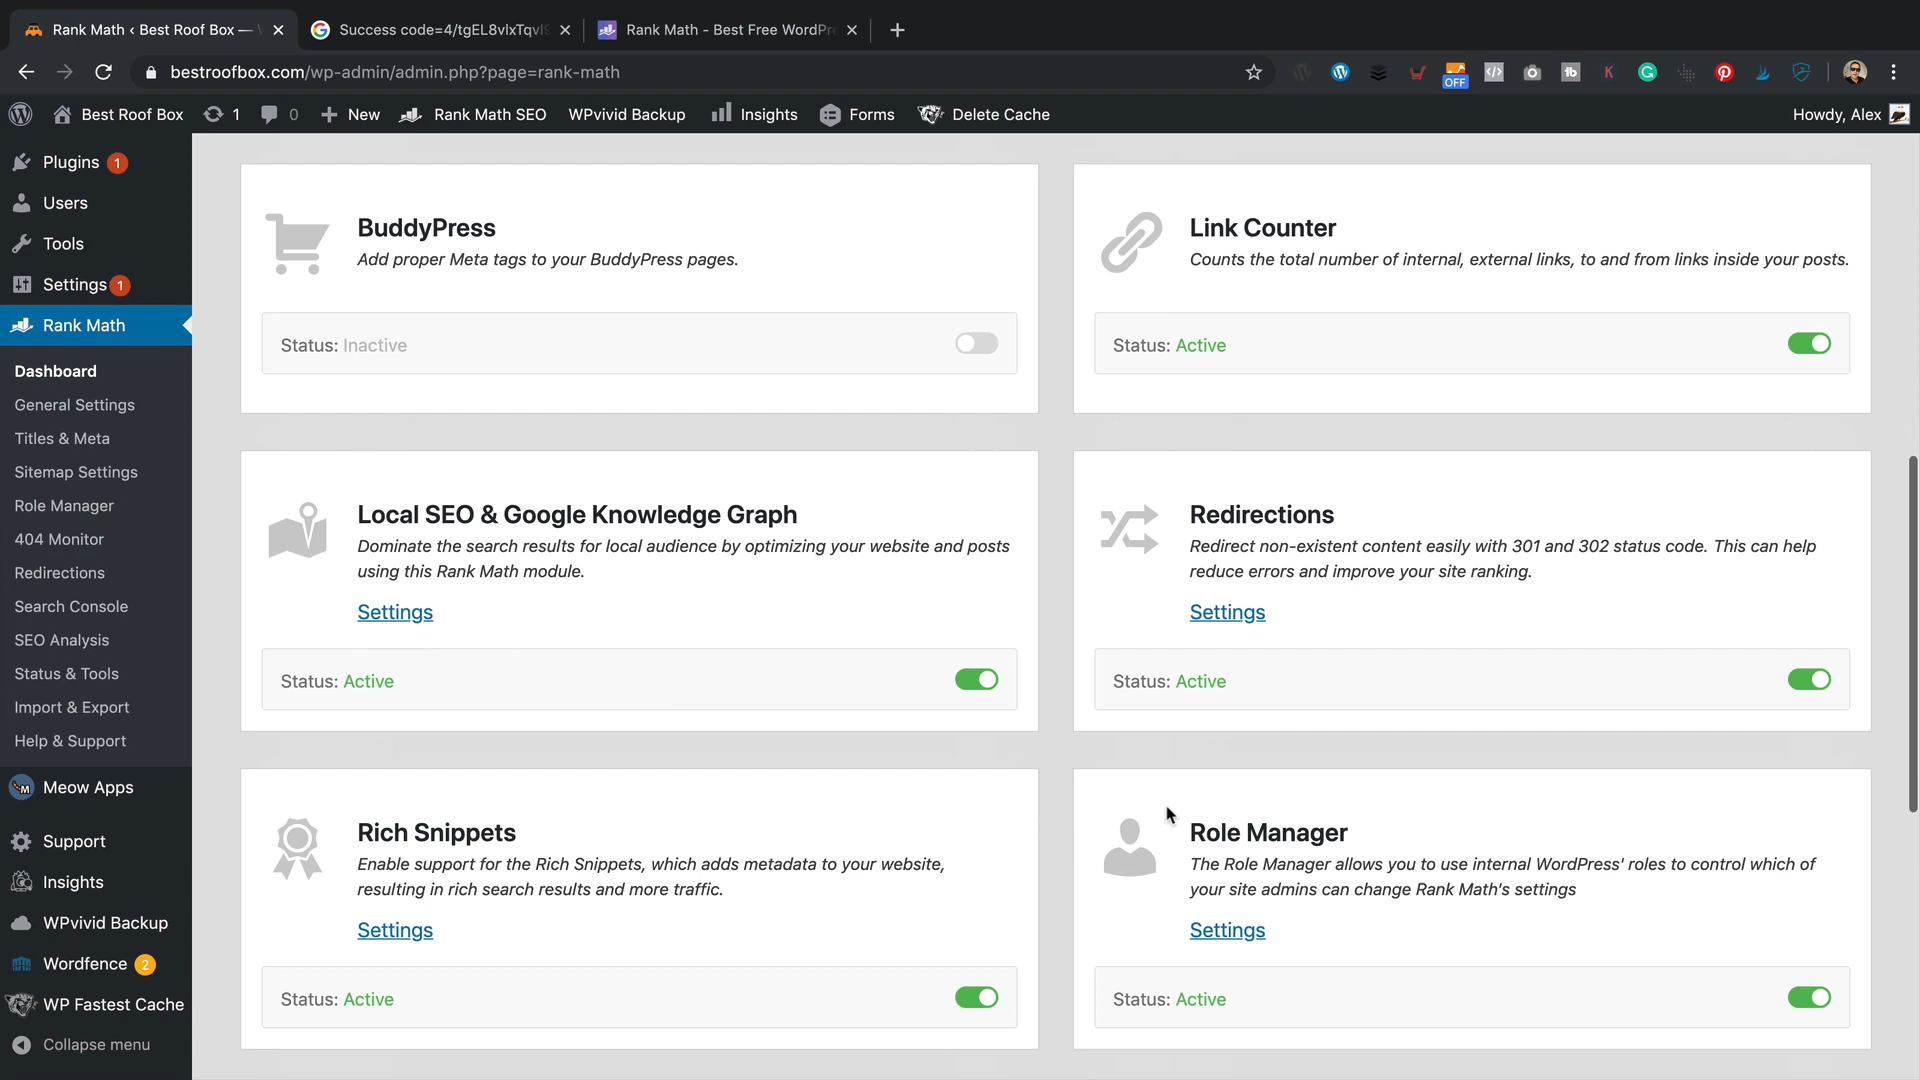 Rank Math ‹ Best Roof Box —
Success code=4/tgEL8vlxTqvl
Rank Math - Best Free WordPr
bestroofbox.com/wp-admin/admin.php?page=rank-math
OFF
Best Roof Box
1
0
New
Rank Math SEO
WPvivid Backup
Insights
Forms
Delete Cache
Howdy, Alex
Plugins 1
Users
Tools
Settings 1
Rank Math
Dashboard
General Settings
Titles & Meta
Sitemap Settings
Role Manager
404 Monitor
Redirections
Search Console
SEO Analysis
Status & Tools
Import & Export
Help & Support
Meow Apps
Support
Insights
WPvivid Backup
Wordfence 2
WP Fastest Cache
Collapse menu
BuddyPress
Add proper Meta tags to your BuddyPress pages.
Status: Inactive
Link Counter
Counts the total number of internal, external links, to and from links inside your posts.
Status: Active
Local SEO & Google Knowledge Graph
Dominate the search results for local audience by optimizing your website and posts
using this Rank Math module.
Settings
Status: Active
Redirections
Redirect non-existent content easily with 301 and 302 status code. This can help
reduce errors and improve your site ranking.
Settings
Status: Active
Rich Snippets
Enable support for the Rich Snippets, which adds metadata to your website,
resulting in rich search results and more traffic.
Settings
Status: Active
Role Manager
The Role Manager allows you to use internal WordPress' roles to control which of
your site admins can change Rank Math's settings
Settings
Status: Active